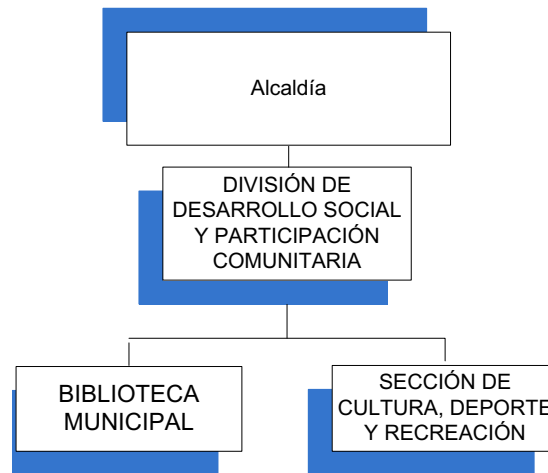 Alcaldía
DIVISIÓN DE
DESARROLLO SOCIAL
Y PARTICIPACIÓN
COMUNITARIA
BIBLIOTECA
MUNICIPAL
SECCIÓN DE
CULTURA, DEPORTE
Y RECREACIÓN